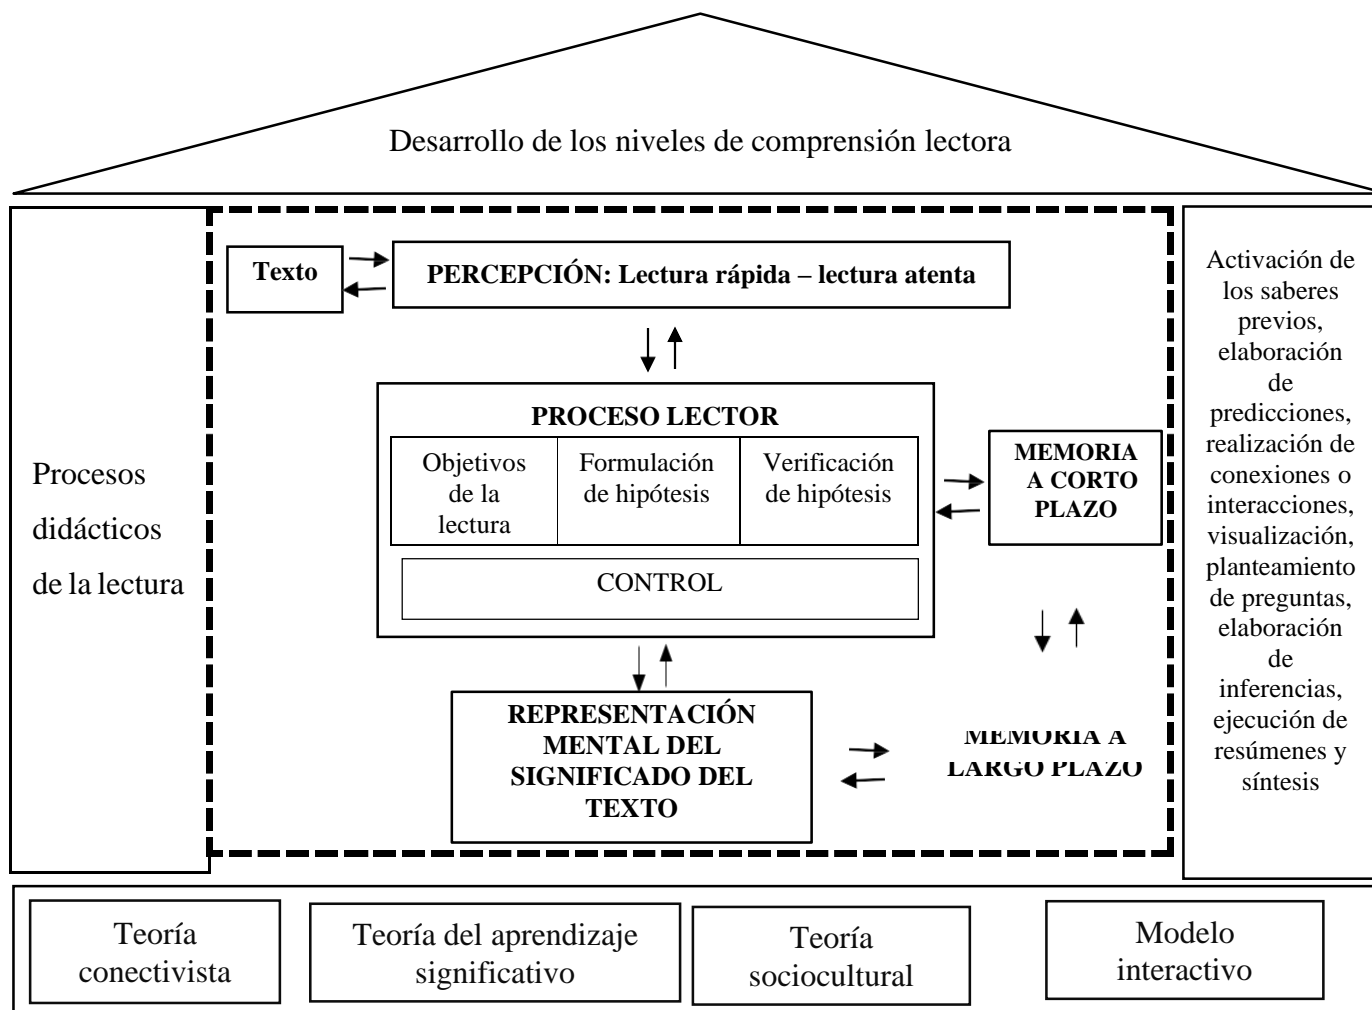 Desarrollo de los niveles de comprensión lectora
Procesos
didácticos
de la lectura
Texto
PERCEPCIÓN: Lectura rápida – lectura atenta
PROCESO LECTOR
Objetivos
de la
lectura
Formulación
de hipótesis
Verificación
de hipótesis
CONTROL
MEMORIA
A CORTO
PLAZO
REPRESENTACIÓN
MENTAL DEL
SIGNIFICADO DEL
TEXTO
MEMORIA A
LARGO PLAZO
Activación de
los saberes
previos,
elaboración
de
predicciones,
realización de
conexiones o
interacciones,
visualización,
planteamiento
de preguntas,
elaboración
de
inferencias,
ejecución de
resúmenes y
síntesis
Teoría
conectivista
Teoría del aprendizaje
significativo
Teoría
sociocultural
Modelo
interactivo